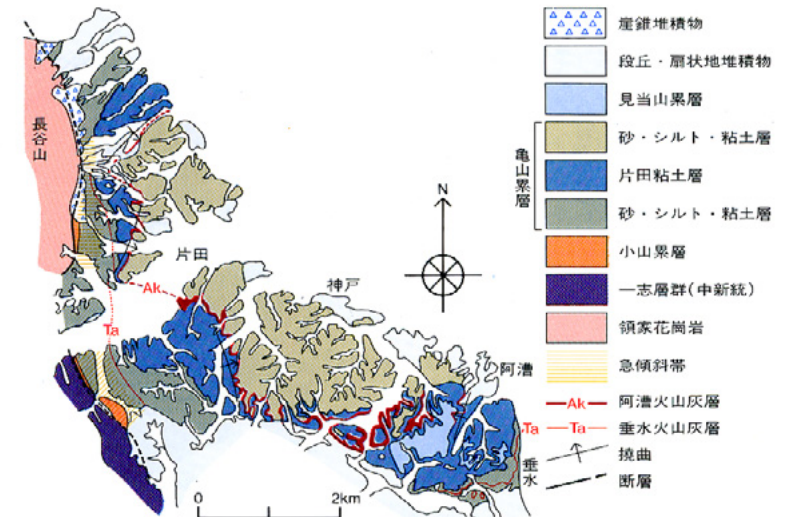 崖錐堆積物
段丘・扇状地堆積物
見当山累層
亀山累層
砂・シルト・粘土層
片田粘土層
砂・シルト・粘土層
小山累層
一志層群(中新統)
領家花崗岩
急傾斜帯
Ak 阿漕火山灰層
Ta 垂水火山灰層
撓曲
断層
長谷山
片田
神戸
阿漕
垂水
N
Ak
Ta
Ta
0 2km